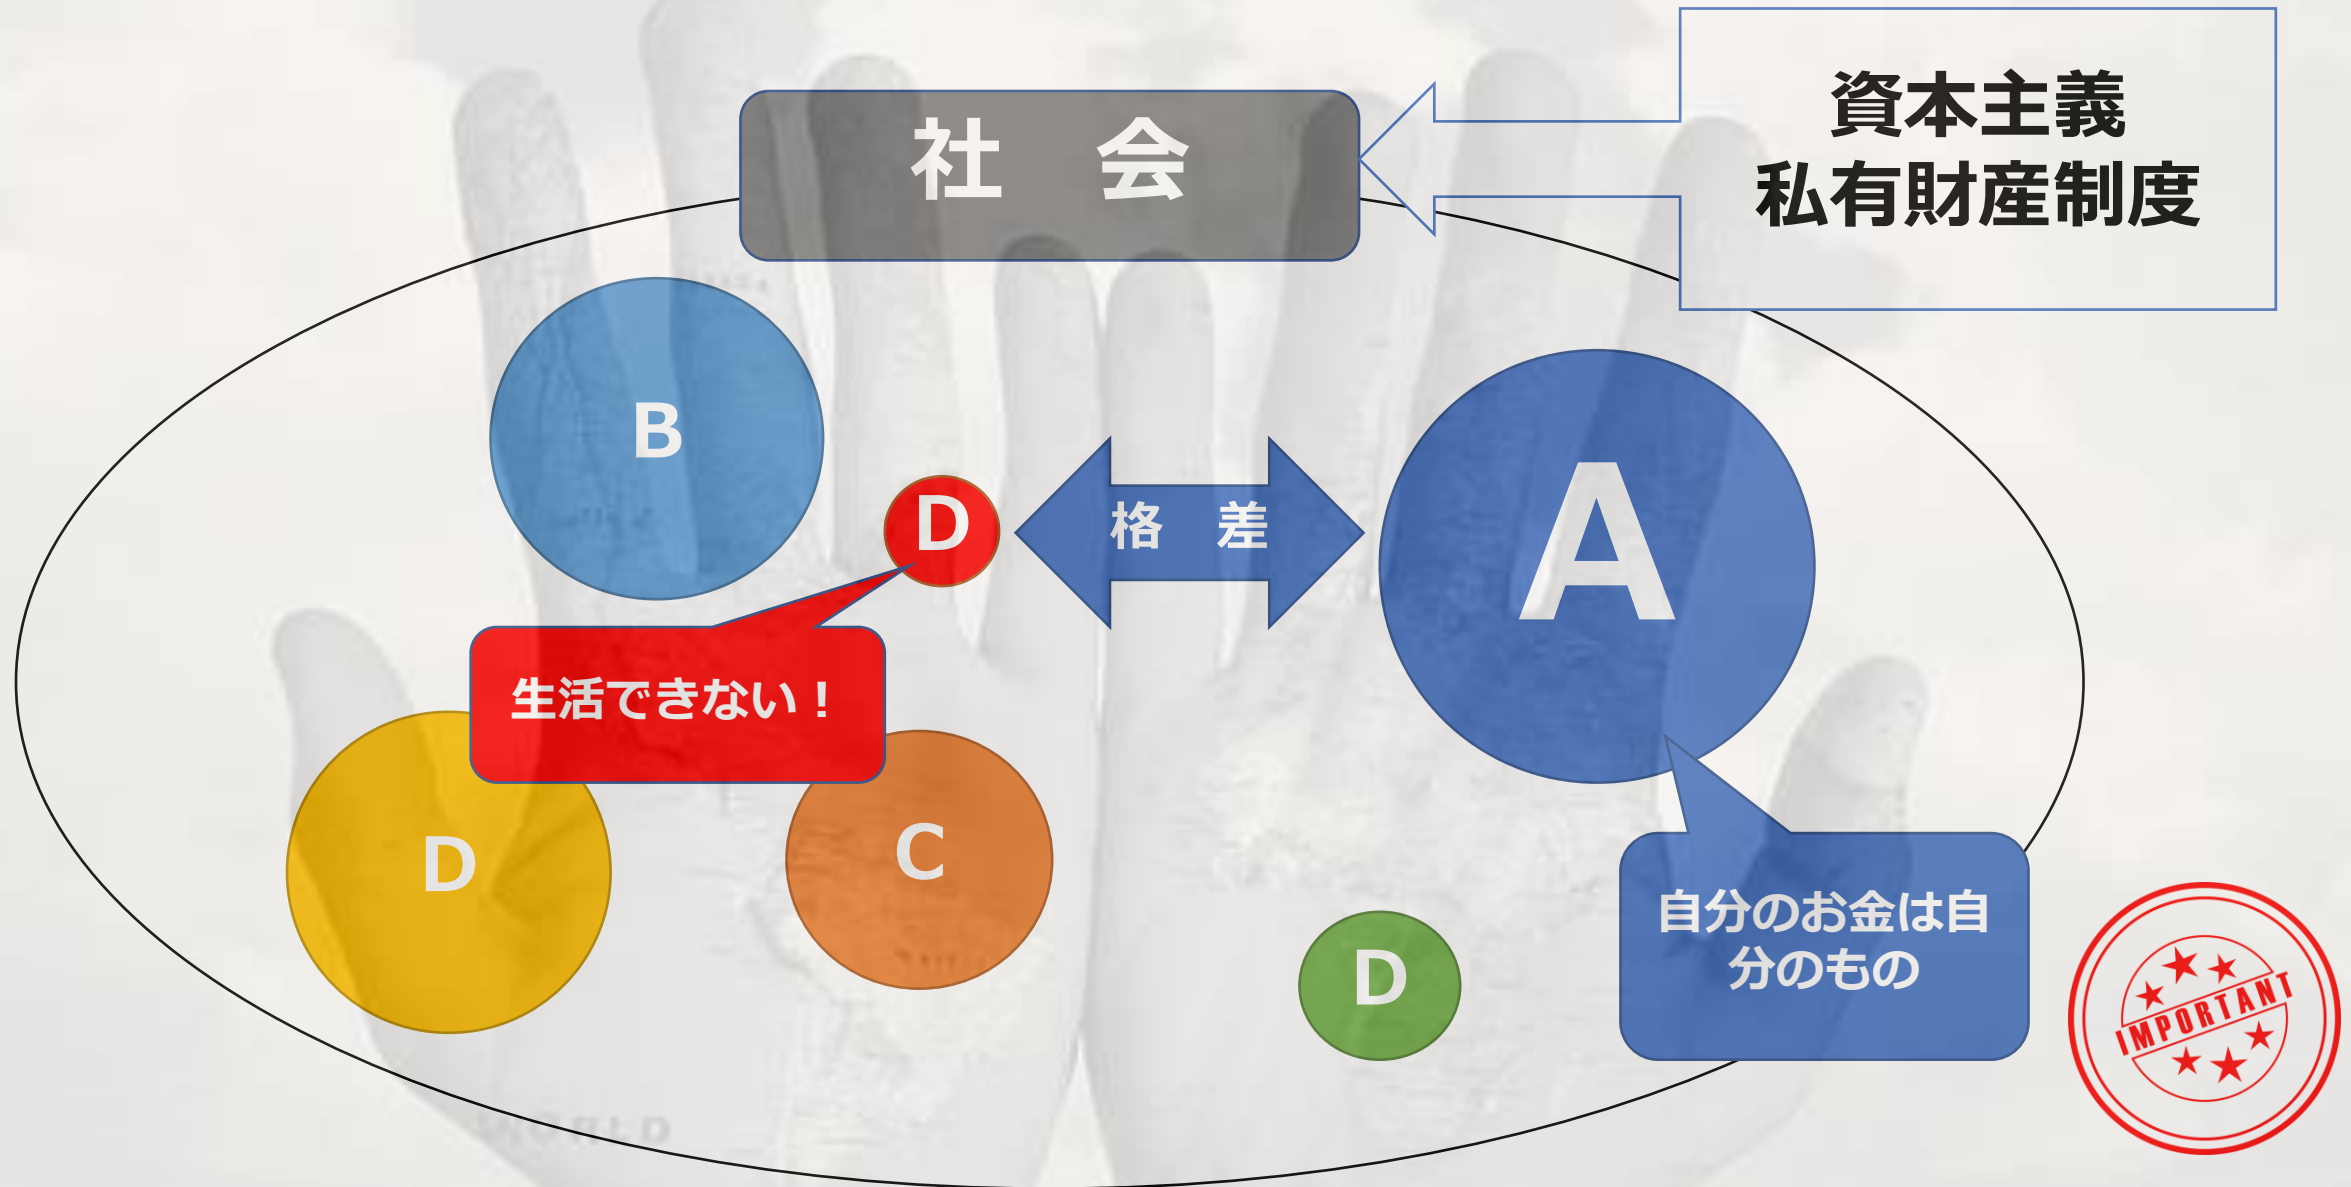 資本主義
私有財産制度
社　会
B
D
格　差
A
生活できない！
D
C
自分のお金は自
分のもの
D
IMPORTANT
WORLD